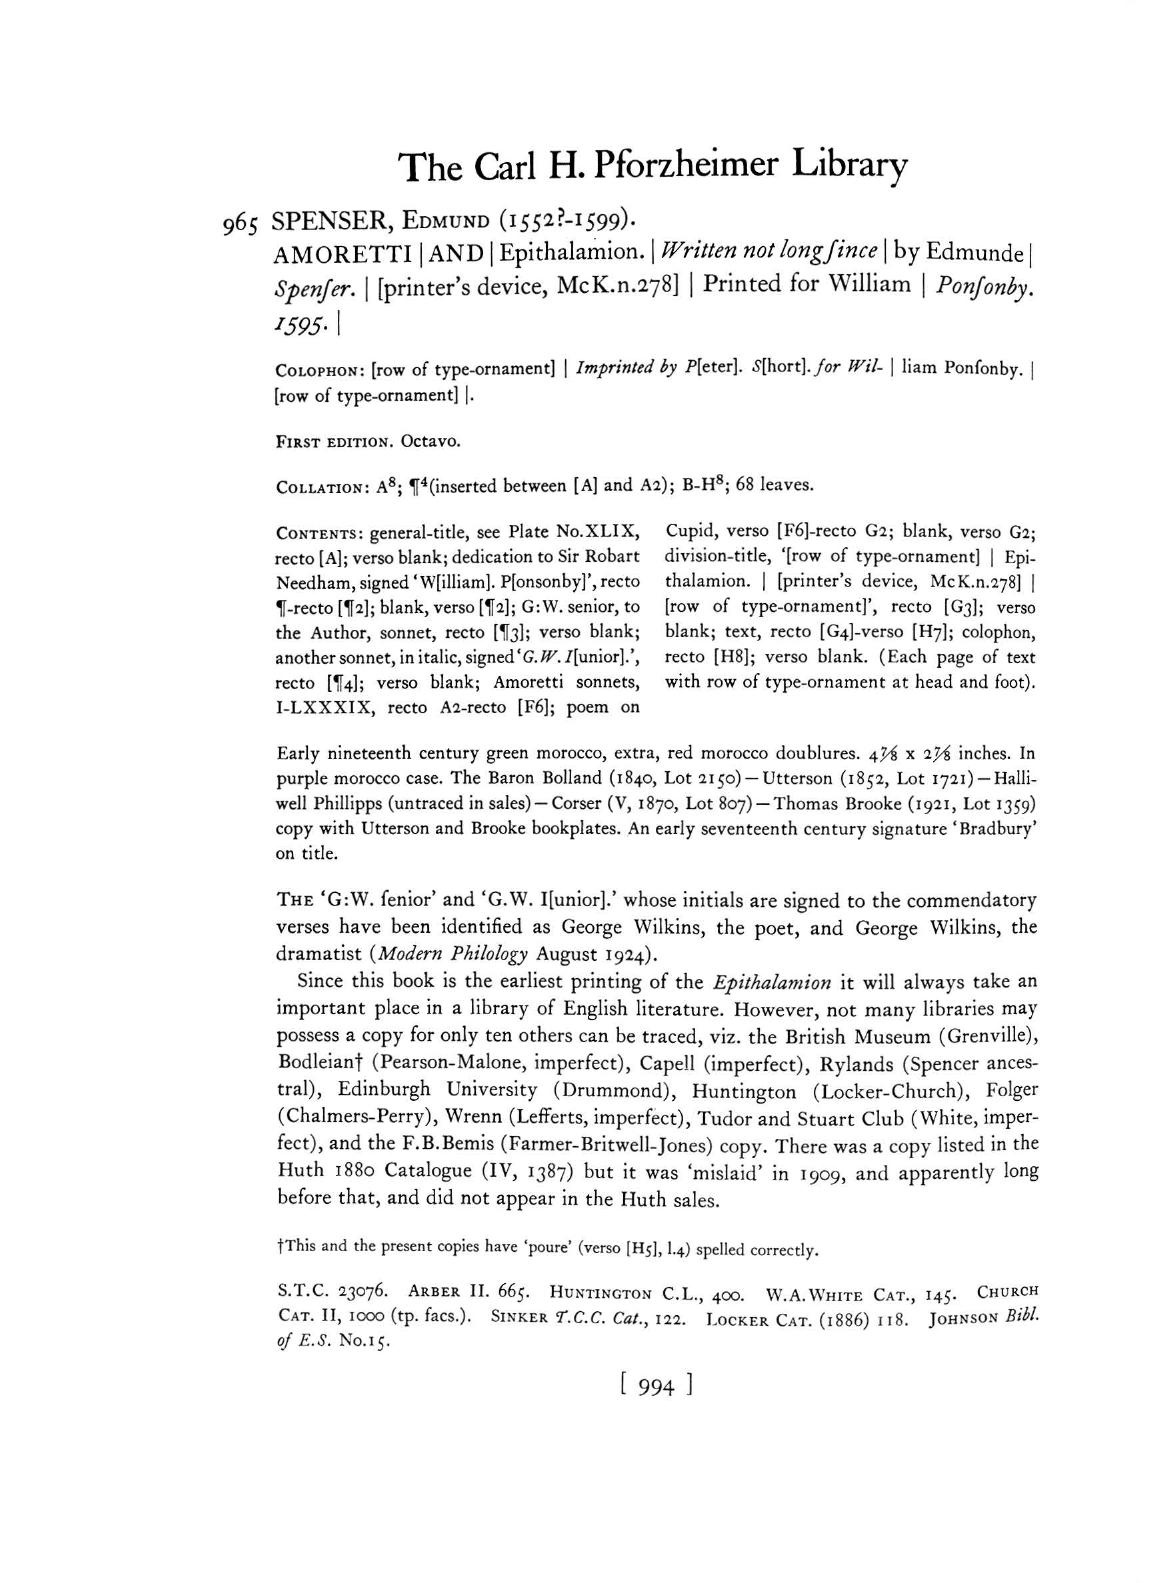 The Carl H. Pforzheimer Library
965 SPENSER, EDMUND (1552?-1599).
AMORETTI | AND | Epithalamion. | Written not long ſince | by Edmunde |
Spenſer. | [printer's device, McK.n.278] | Printed for William | Ponſonby.
1595. |
COLOPHON: [row of type-ornament] | Imprinted by P[eter]. S[hort]. for Wil- | liam Ponſonby. |
[row of type-ornament] |.
FIRST EDITION. Octavo.
COLLATION: A⁸; ¶⁴(inserted between [A] and A2); B-H⁸; 68 leaves.
CONTENTS: general-title, see Plate No.XLIX,
recto [A]; verso blank; dedication to Sir Robart
Needham, signed 'W[illiam]. P[onsonby]', recto
¶-recto [¶2]; blank, verso [¶2]; G:W. senior, to
the Author, sonnet, recto [¶3]; verso blank;
another sonnet, in italic, signed 'G.W. I[unior].',
recto [¶4]; verso blank; Amoretti sonnets,
I-LXXXIX, recto A2-recto [F6]; poem on
Cupid, verso [F6]-recto G2; blank, verso G2;
division-title, '[row of type-ornament] | Epi-
thalamion. | [printer's device, McK.n.278] |
[row of type-ornament]', recto [G3]; verso
blank; text, recto [G4]-verso [H7]; colophon,
recto [H8]; verso blank. (Each page of text
with row of type-ornament at head and foot).
Early nineteenth century green morocco, extra, red morocco doublures. 4⅞ x 2⅞ inches. In
purple morocco case. The Baron Bolland (1840, Lot 2150) — Utterson (1852, Lot 1721) — Halli-
well Phillipps (untraced in sales) — Corser (V, 1870, Lot 807) — Thomas Brooke (1921, Lot 1359)
copy with Utterson and Brooke bookplates. An early seventeenth century signature 'Bradbury'
on title.
THE 'G:W. ſenior' and 'G.W. I[unior].' whose initials are signed to the commendatory
verses have been identified as George Wilkins, the poet, and George Wilkins, the
dramatist (Modern Philology August 1924).
Since this book is the earliest printing of the Epithalamion it will always take an
important place in a library of English literature. However, not many libraries may
possess a copy for only ten others can be traced, viz. the British Museum (Grenville),
Bodleian† (Pearson-Malone, imperfect), Capell (imperfect), Rylands (Spencer ances-
tral), Edinburgh University (Drummond), Huntington (Locker-Church), Folger
(Chalmers-Perry), Wrenn (Lefferts, imperfect), Tudor and Stuart Club (White, imper-
fect), and the F.B.Bemis (Farmer-Britwell-Jones) copy. There was a copy listed in the
Huth 1880 Catalogue (IV, 1387) but it was 'mislaid' in 1909, and apparently long
before that, and did not appear in the Huth sales.
†This and the present copies have 'poure' (verso [H5], l.4) spelled correctly.
S.T.C. 23076. ARBER II. 665. HUNTINGTON C.L., 400. W.A.WHITE CAT., 145. CHURCH
CAT. II, 1000 (tp. facs.). SINKER T.C.C. Cat., 122. LOCKER CAT. (1886) 118. JOHNSON Bibl.
of E.S. No.15.
[ 994 ]